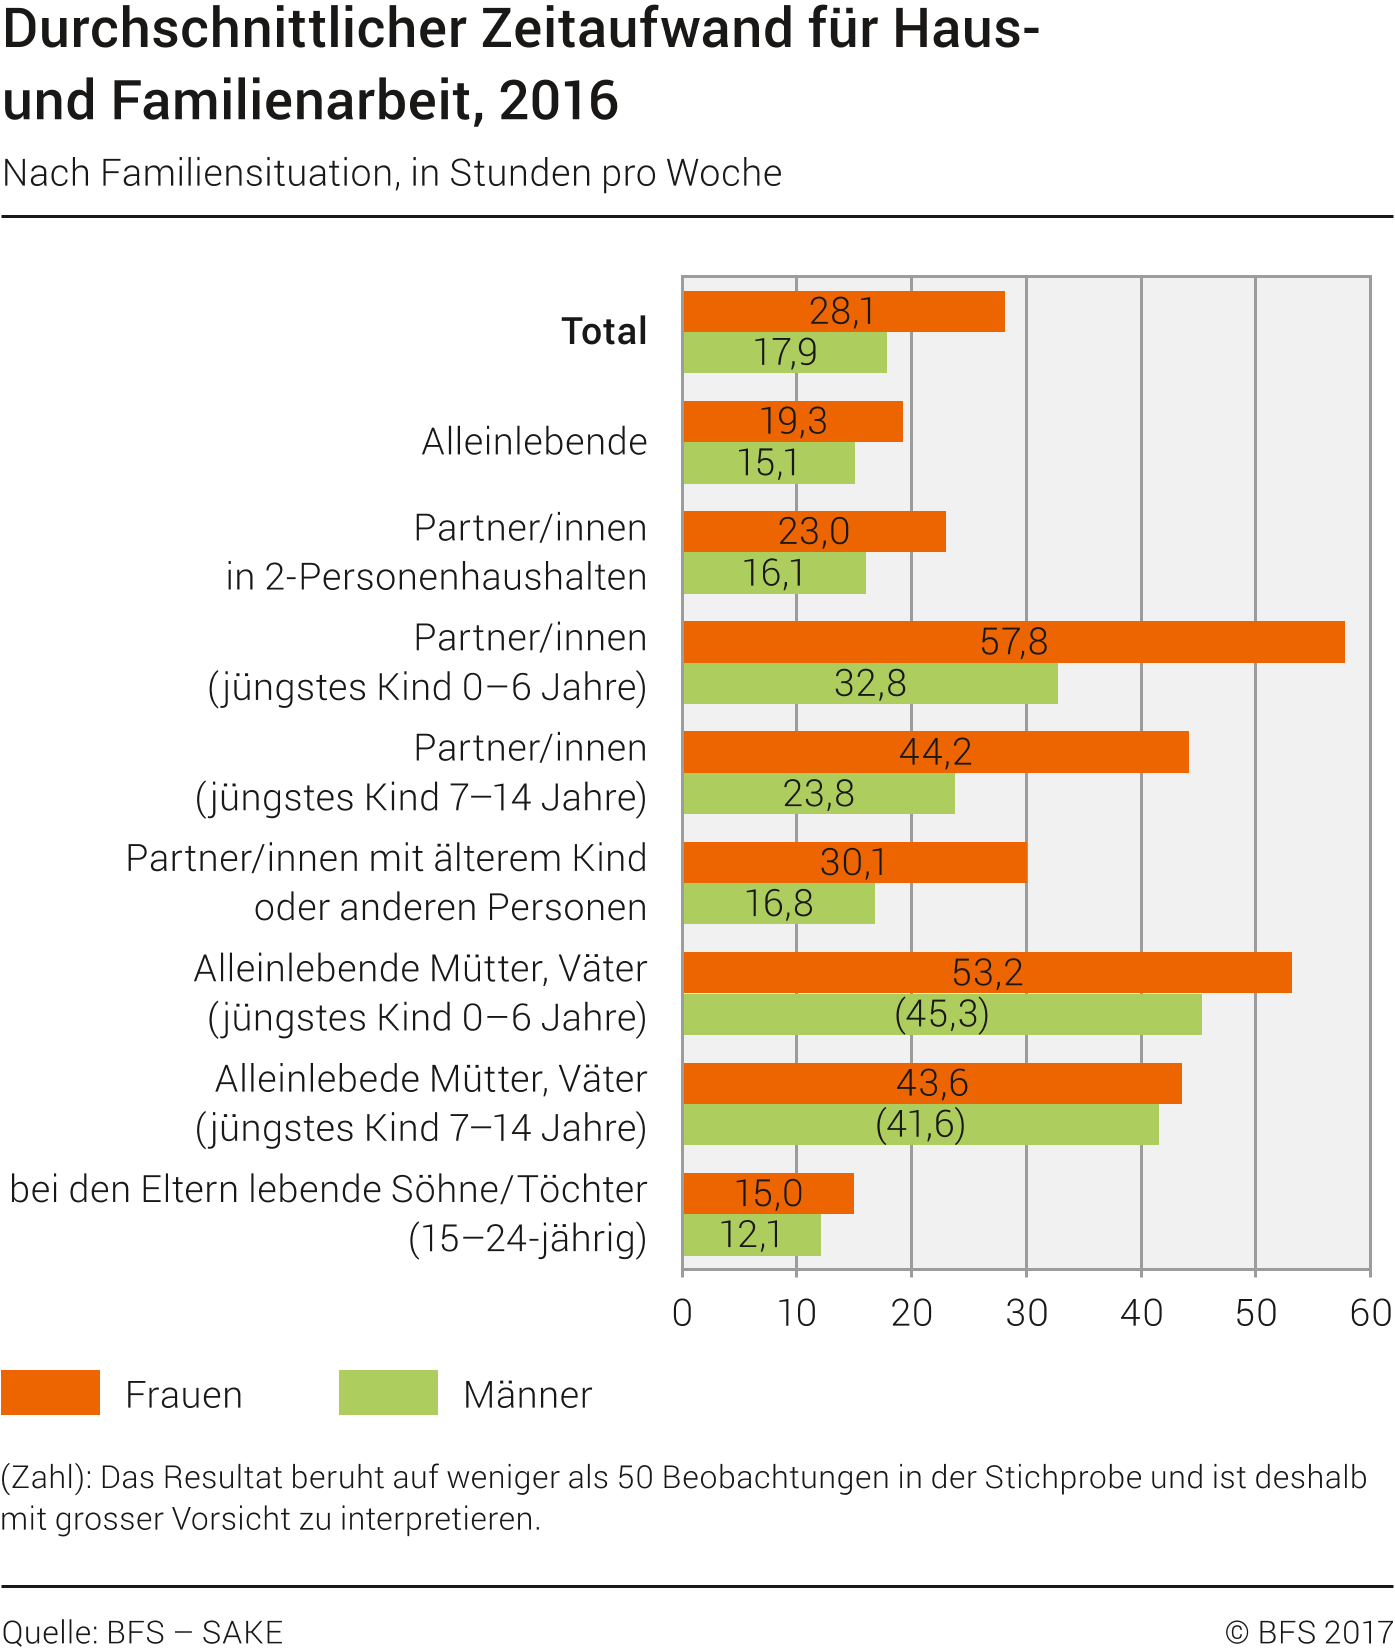 Durchschnittlicher Zeitaufwand für Haus-
und Familienarbeit, 2016
Nach Familiensituation, in Stunden pro Woche
Total
28,1
17,9
Alleinlebende
19,3
15,1
Partner/innen
in 2-Personenhaushalten
23,0
16,1
Partner/innen
(jüngstes Kind 0–6 Jahre)
57,8
32,8
Partner/innen
(jüngstes Kind 7–14 Jahre)
44,2
23,8
Partner/innen mit älterem Kind
oder anderen Personen
30,1
16,8
Alleinlebende Mütter, Väter
(jüngstes Kind 0–6 Jahre)
53,2
(45,3)
Alleinlebede Mütter, Väter
(jüngstes Kind 7–14 Jahre)
43,6
(41,6)
bei den Eltern lebende Söhne/Töchter
(15–24-jährig)
15,0
12,1
0 10 20 30 40 50 60
Frauen Männer
(Zahl): Das Resultat beruht auf weniger als 50 Beobachtungen in der Stichprobe und ist deshalb
mit grosser Vorsicht zu interpretieren.
Quelle: BFS – SAKE © BFS 2017